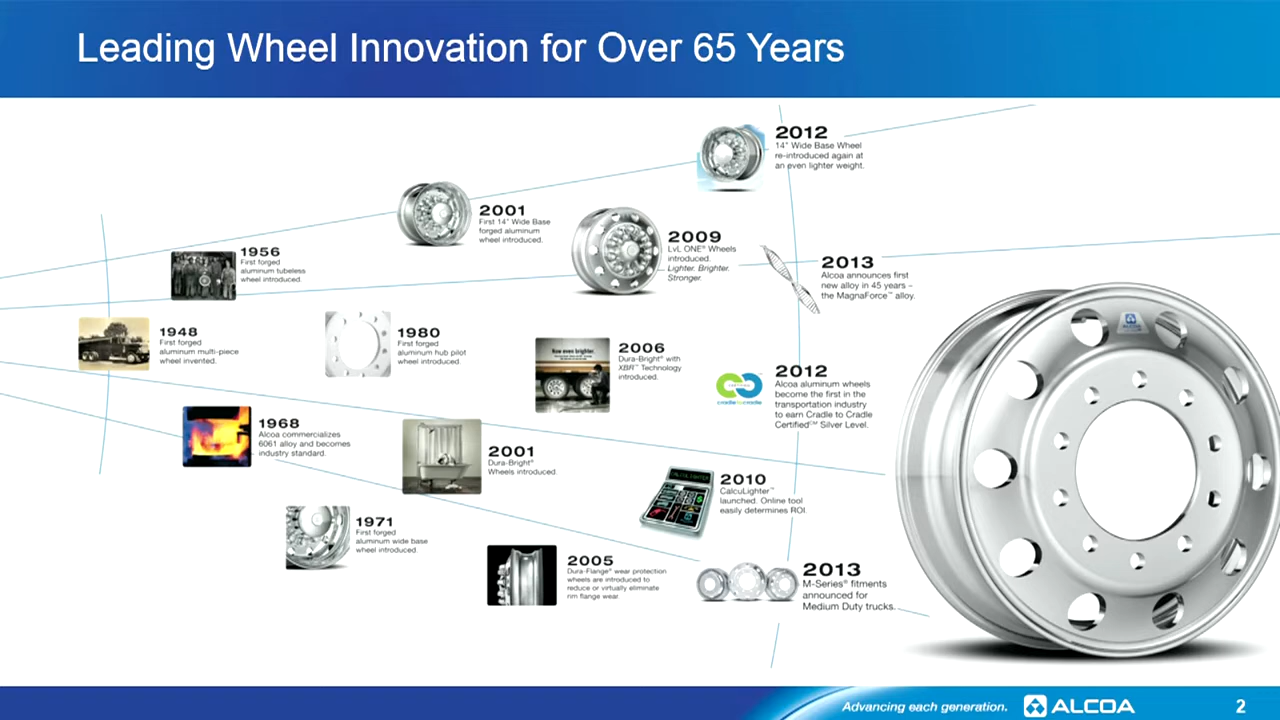 Leading Wheel Innovation for Over 65 Years
2012
14" Wide Base Wheel
re-introduced again at
an even lighter weight.
2001
First 14" Wide Base
forged aluminum
wheel introduced.
2009
LvL ONE® Wheels
introduced.
Lighter. Brighter.
Stronger.
1956
First forged
aluminum tubeless
wheel introduced.
2013
Alcoa announces first
new alloy in 45 years –
the MagnaForce™ alloy.
1948
First forged
aluminum multi-piece
wheel invented.
1980
First forged
aluminum hub pilot
wheel introduced.
Now even brighter.
2006
Dura-Bright® with
XBR™ Technology
introduced.
CERTIFIED
cradle to cradle
2012
Alcoa aluminum wheels
become the first in the
transportation industry
to earn Cradle to Cradle
Certified℠ Silver Level.
1968
Alcoa commercializes
6061 alloy and becomes
industry standard.
2001
Dura-Bright®
Wheels introduced.
2010
CalcuLighter™
launched. Online tool
easily determines ROI.
1971
First forged
aluminum wide base
wheel introduced.
2005
Dura-Flange® wear protection
wheels are introduced to
reduce or virtually eliminate
rim flange wear.
2013
M-Series® fitments
announced for
Medium Duty trucks.
ALCOA
Advancing each generation.
ALCOA
2